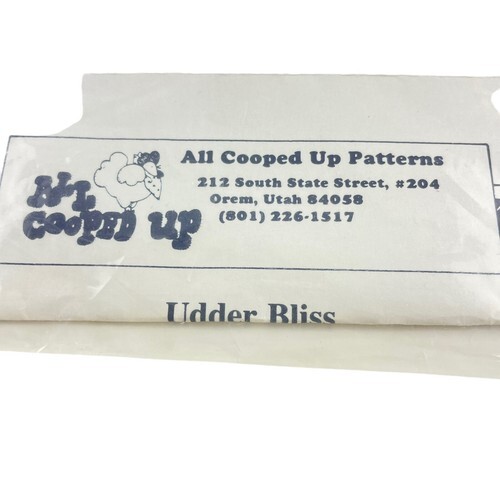 All Cooped Up Patterns
212 South State Street, #204
Orem, Utah 84058
(801) 226-1517
ALL
COOPED UP
Udder Bliss